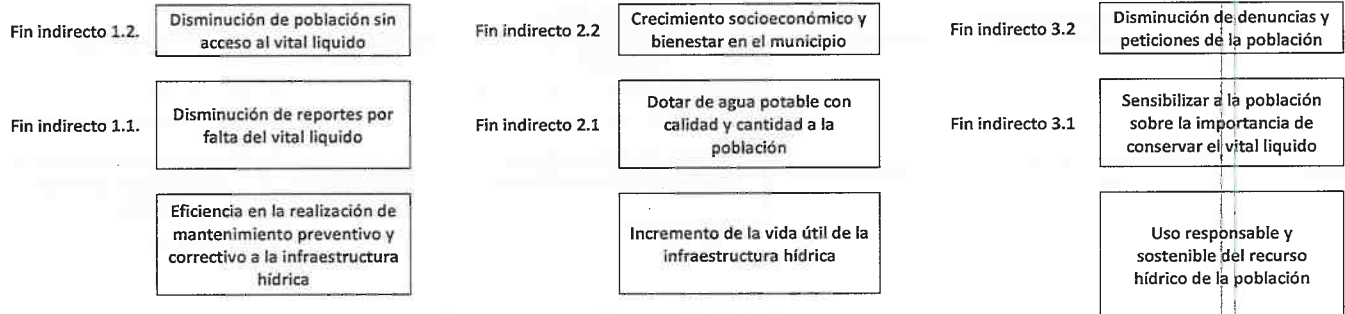 Fin indirecto 1.2.
Disminución de población sin
acceso al vital liquido
Fin indirecto 2.2
Crecimiento socioeconómico y
bienestar en el municipio
Fin indirecto 3.2
Disminución de denuncias y
peticiones de la población
Fin indirecto 1.1.
Disminución de reportes por
falta del vital liquido
Fin indirecto 2.1
Dotar de agua potable con
calidad y cantidad a la
población
Fin indirecto 3.1
Sensibilizar a la población
sobre la importancia de
conservar el vital liquido
Eficiencia en la realización de
mantenimiento preventivo y
correctivo a la infraestructura
hídrica
Incremento de la vida útil de la
infraestructura hídrica
Uso responsable y
sostenible del recurso
hídrico de la población